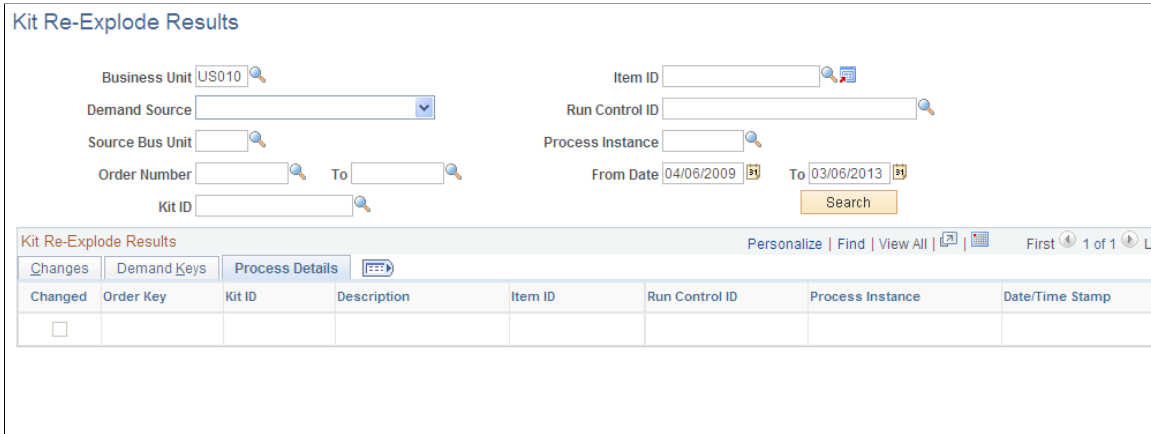 Kit Re-Explode Results
Business Unit US010 Item ID
Demand Source Run Control ID
Source Bus Unit Process Instance
Order Number To From Date 04/06/2009 To 03/06/2013
Kit ID Search
Kit Re-Explode Results Personalize | Find | View All | | First 1 of 1 L
Changes Demand Keys Process Details
Changed Order Key Kit ID Description Item ID Run Control ID Process Instance Date/Time Stamp